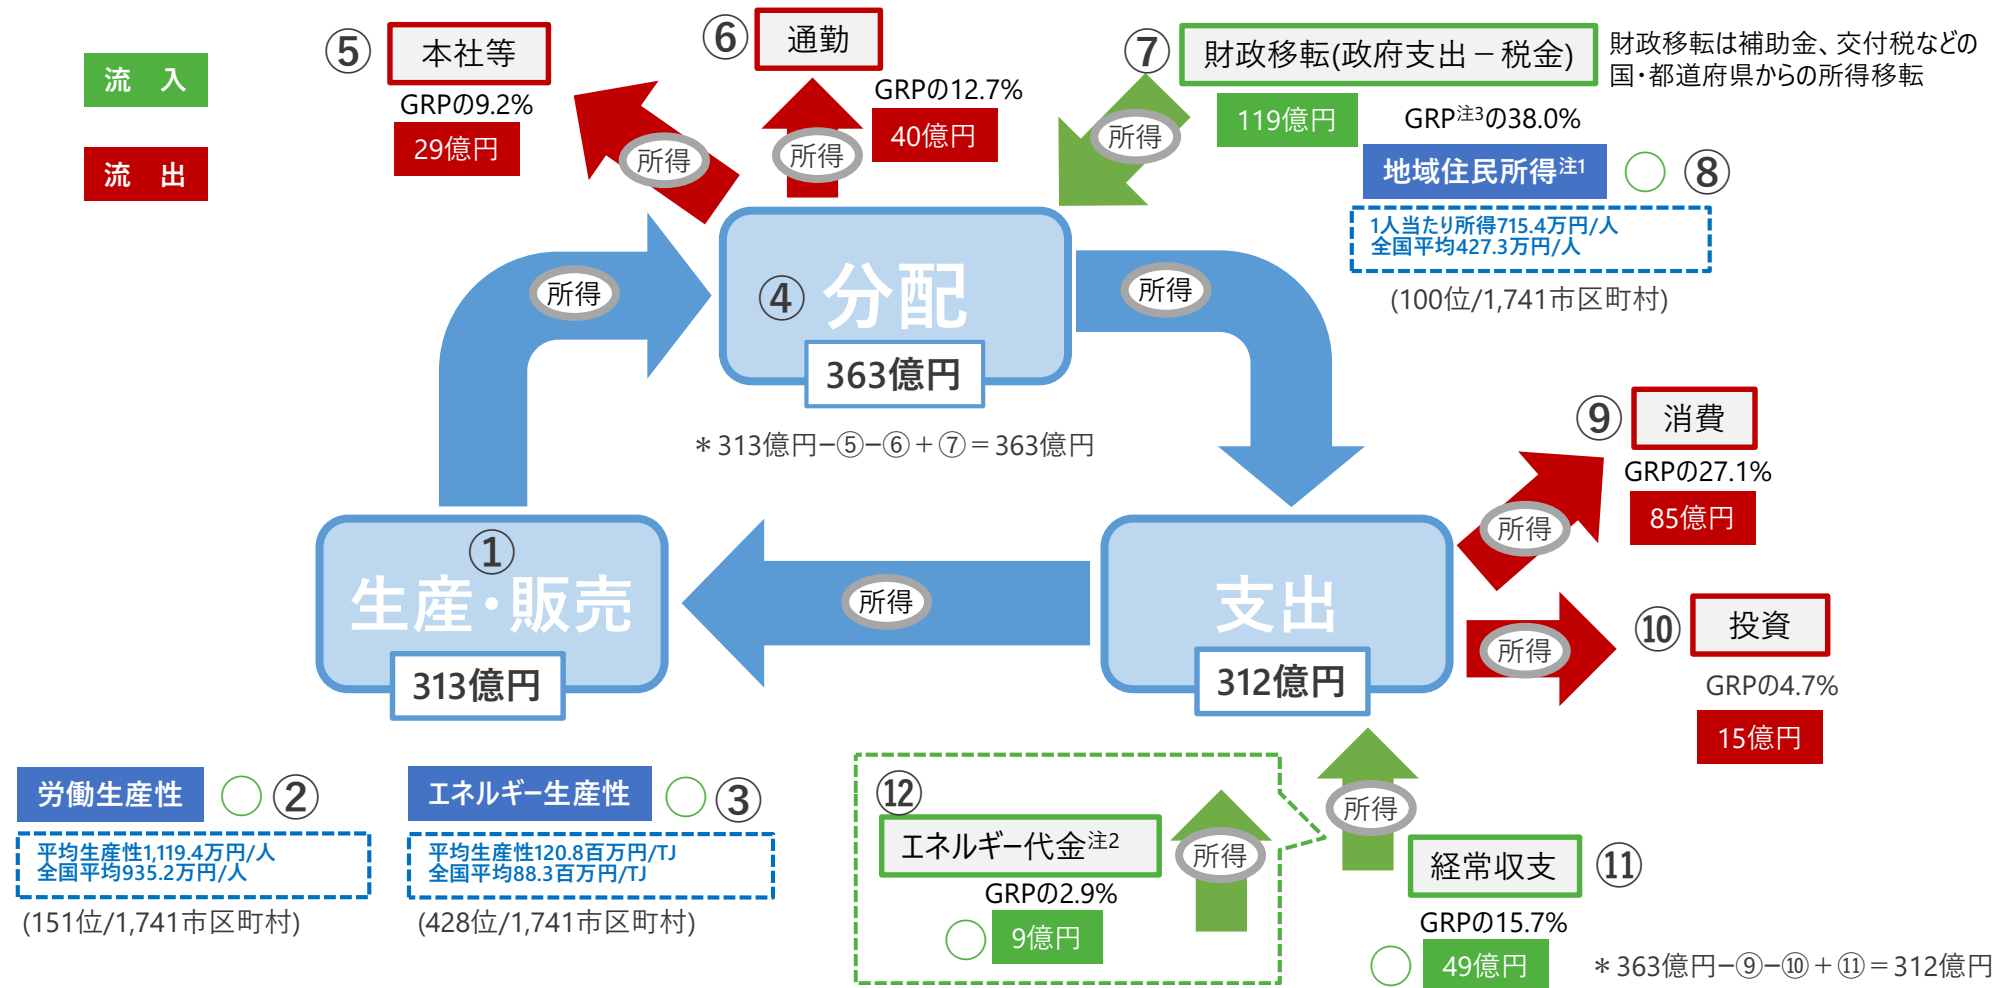 流　入
流　出
⑤ 本社等
GRPの9.2%
29億円
⑥ 通勤
GRPの12.7%
40億円
⑦ 財政移転(政府支出－税金)
財政移転は補助金、交付税などの
国・都道府県からの所得移転
119億円
GRP注3の38.0%
地域住民所得注1 ○ ⑧
1人当たり所得715.4万円/人
全国平均427.3万円/人
(100位/1,741市区町村)
所得
所得
所得
所得
所得
④ 分配
363億円
＊313億円−⑤−⑥＋⑦＝363億円
⑨ 消費
GRPの27.1%
85億円
所得
① 生産・販売
313億円
所得
支出
312億円
⑩ 投資
GRPの4.7%
15億円
所得
労働生産性 ○ ②
平均生産性1,119.4万円/人
全国平均935.2万円/人
(151位/1,741市区町村)
エネルギー生産性 ○ ③
平均生産性120.8百万円/TJ
全国平均88.3百万円/TJ
(428位/1,741市区町村)
⑫
エネルギー代金注2
GRPの2.9%
○ 9億円
所得
所得
経常収支 ⑪
GRPの15.7%
○ 49億円
＊363億円−⑨−⑩＋⑪＝312億円